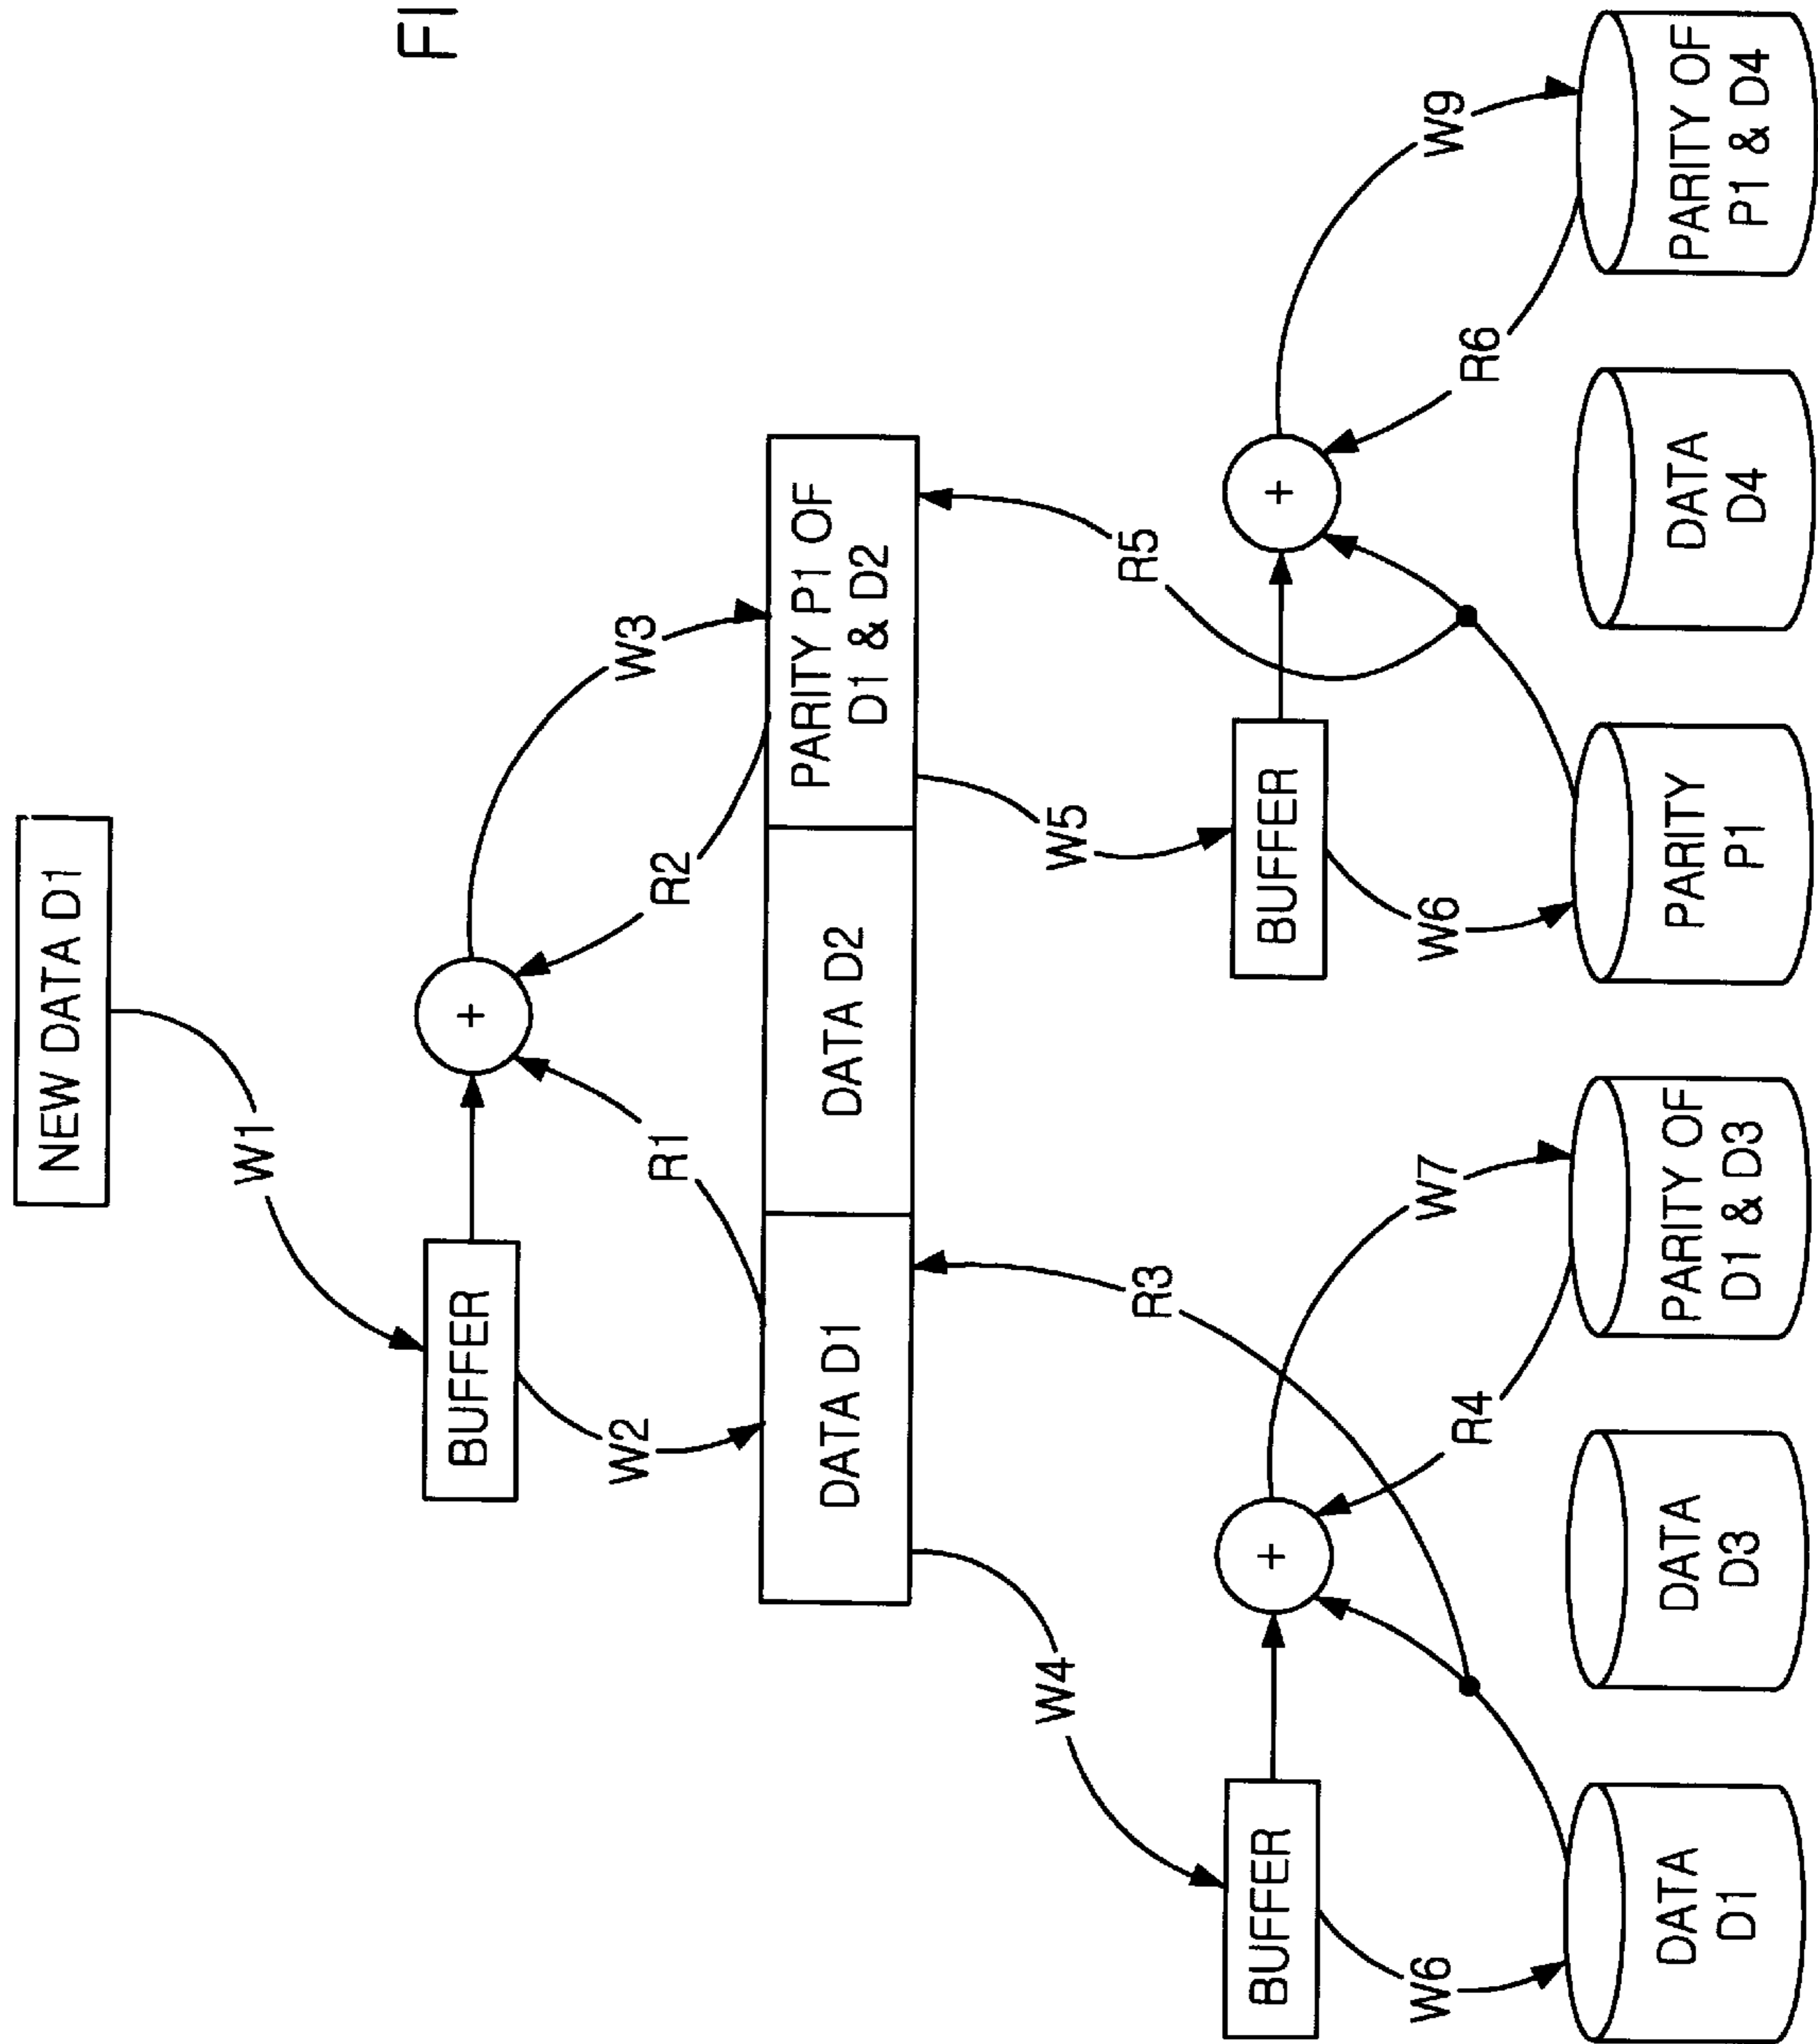 FI
NEW DATA D1
W1
BUFFER
+
W2
R1
R2
W3
DATA D1
DATA D2
PARITY P1 OF
D1 & D2
W4
R3
W5
R5
BUFFER
+
BUFFER
+
W6
R4
W7
W6
R6
W9
DATA
D1
DATA
D3
PARITY OF
D1 & D3
PARITY
P1
DATA
D4
PARITY OF
P1 & D4